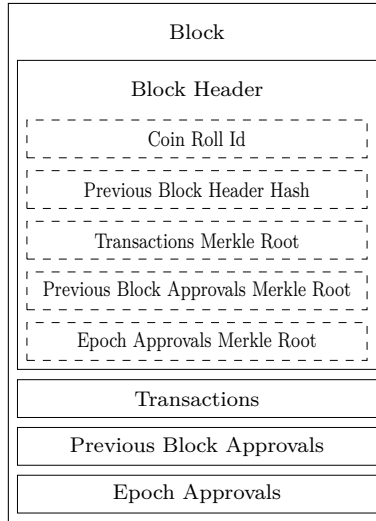 Block
Block Header
Coin Roll Id
Previous Block Header Hash
Transactions Merkle Root
Previous Block Approvals Merkle Root
Epoch Approvals Merkle Root
Transactions
Previous Block Approvals
Epoch Approvals